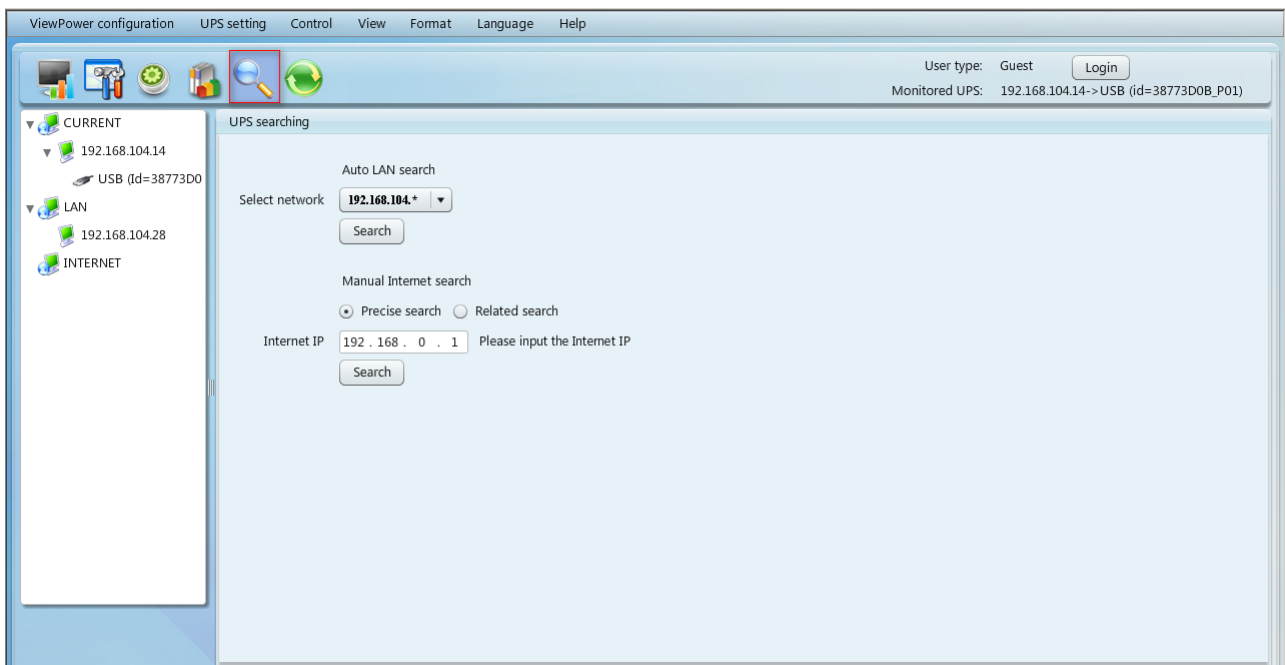 ViewPower configuration UPS setting Control View Format Language Help
User type: Guest Login
Monitored UPS: 192.168.104.14->USB (id=38773D0B_P01)
CURRENT
192.168.104.14
USB (Id=38773D0
LAN
192.168.104.28
INTERNET
UPS searching
Auto LAN search
Select network 192.168.104.*
Search
Manual Internet search
Precise search Related search
Internet IP 192 . 168 . 0 . 1 Please input the Internet IP
Search